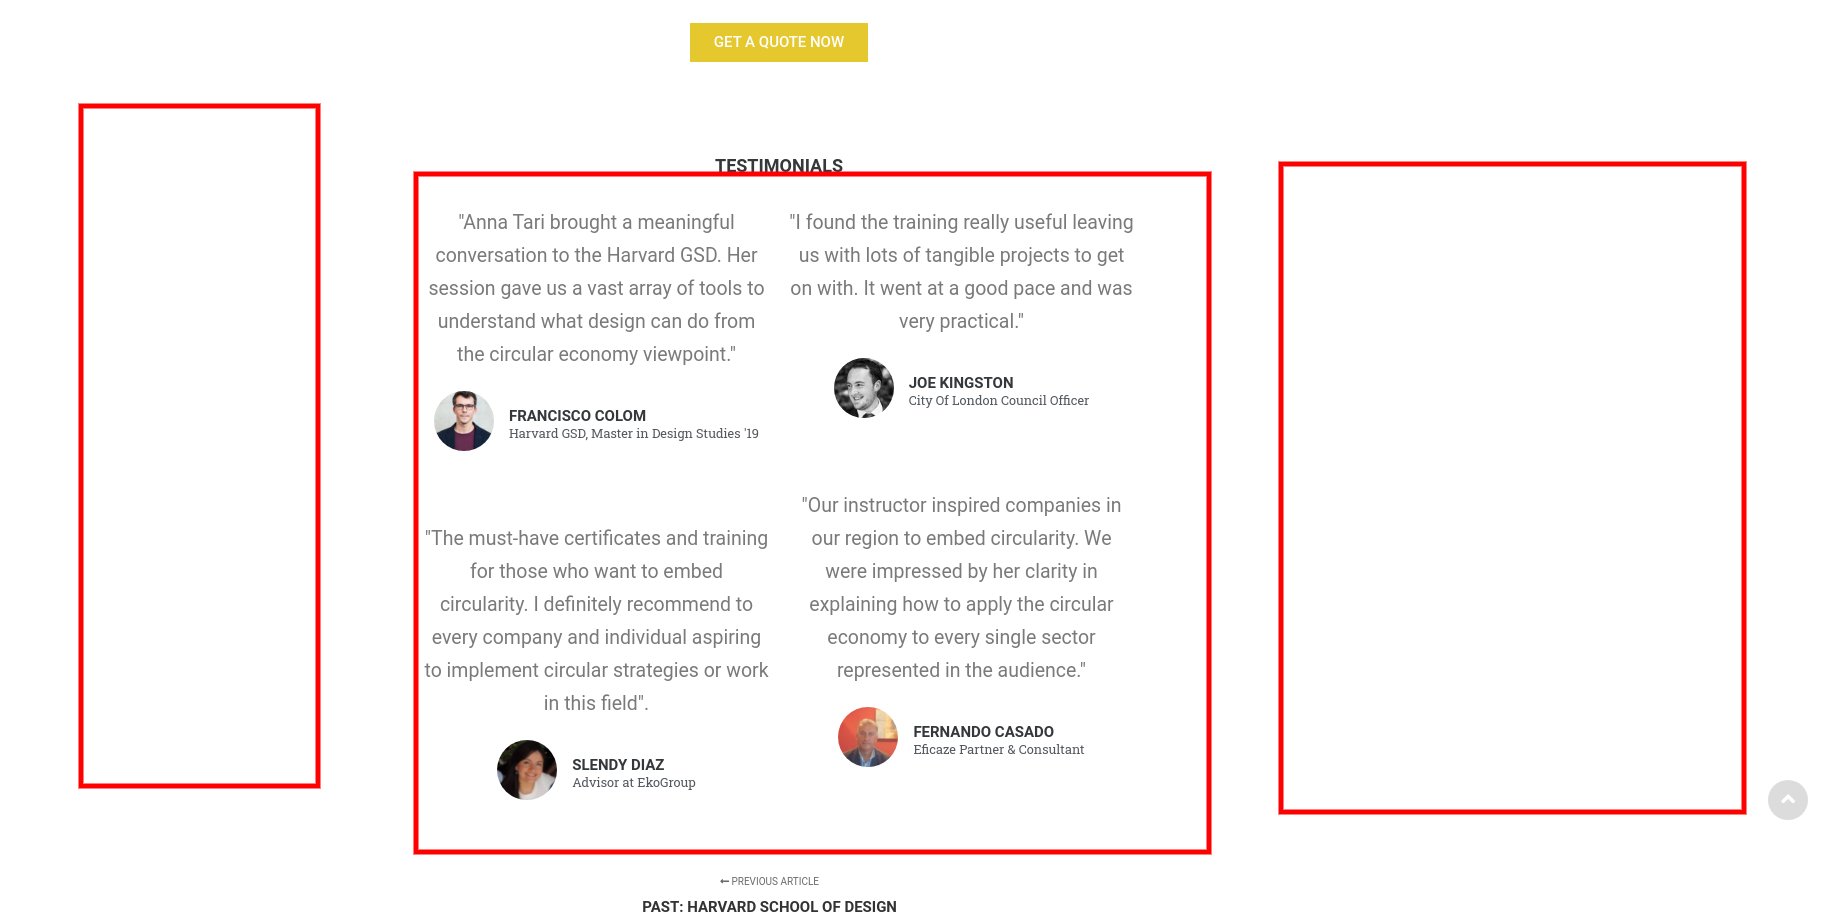 GET A QUOTE NOW
TESTIMONIALS
"Anna Tari brought a meaningful
conversation to the Harvard GSD. Her
session gave us a vast array of tools to
understand what design can do from
the circular economy viewpoint."
FRANCISCO COLOM
Harvard GSD, Master in Design Studies '19
"I found the training really useful leaving
us with lots of tangible projects to get
on with. It went at a good pace and was
very practical."
JOE KINGSTON
City Of London Council Officer
"The must-have certificates and training
for those who want to embed
circularity. I definitely recommend to
every company and individual aspiring
to implement circular strategies or work
in this field".
SLENDY DIAZ
Advisor at EkoGroup
"Our instructor inspired companies in
our region to embed circularity. We
were impressed by her clarity in
explaining how to apply the circular
economy to every single sector
represented in the audience."
FERNANDO CASADO
Eficaze Partner & Consultant
← PREVIOUS ARTICLE
PAST: HARVARD SCHOOL OF DESIGN